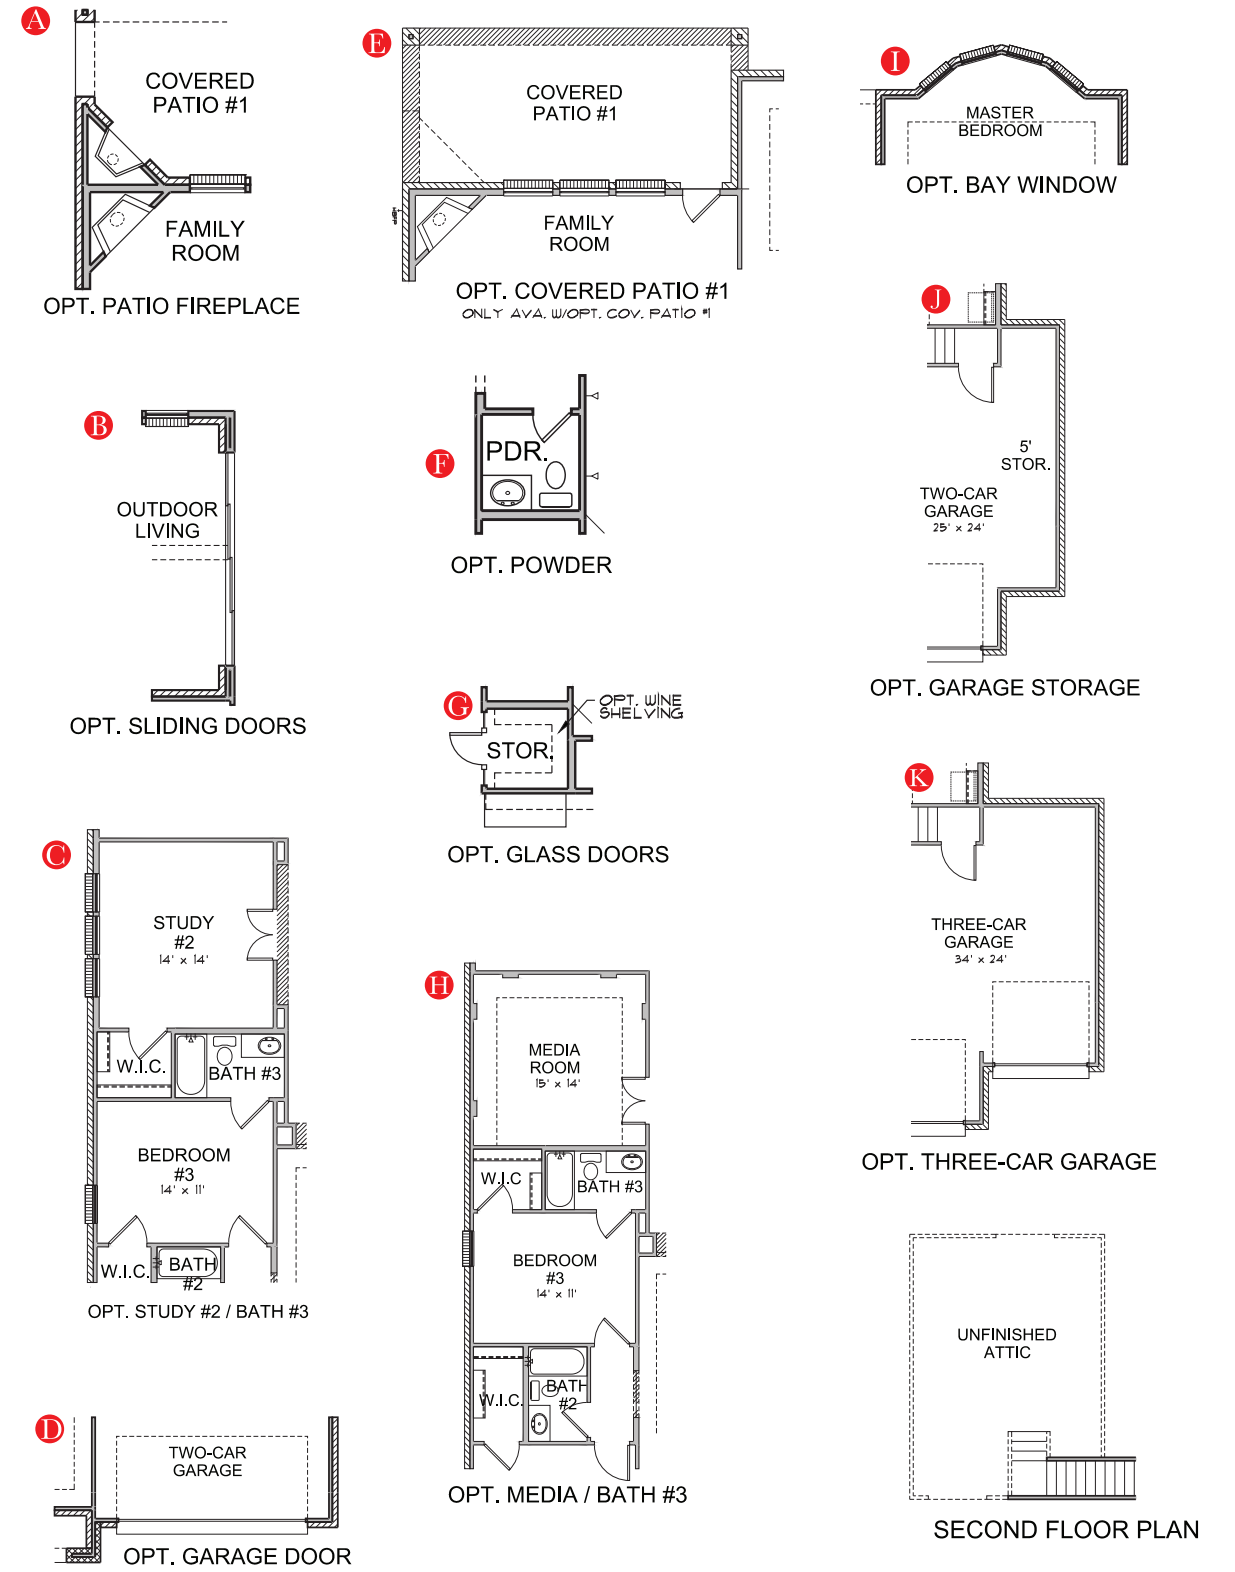 A
COVERED
PATIO #1
FAMILY
ROOM
OPT. PATIO FIREPLACE
B
OUTDOOR
LIVING
OPT. SLIDING DOORS
C
STUDY
#2
14' x 14'
W.I.C.
BATH #3
BEDROOM
#3
14' x 11'
W.I.C.
BATH
#2
OPT. STUDY #2 / BATH #3
D
TWO-CAR
GARAGE
OPT. GARAGE DOOR
E
COVERED
PATIO #1
FAMILY
ROOM
OPT. COVERED PATIO #1
ONLY AVA. W/OPT. COV. PATIO #1
F
PDR.
OPT. POWDER
G
OPT. WINE
SHELVING
STOR.
OPT. GLASS DOORS
H
MEDIA
ROOM
15' x 14'
W.I.C
BATH #3
BEDROOM
#3
14' x 11'
W.I.C.
BATH
#2
OPT. MEDIA / BATH #3
I
MASTER
BEDROOM
OPT. BAY WINDOW
J
5'
STOR.
TWO-CAR
GARAGE
25' x 24'
OPT. GARAGE STORAGE
K
THREE-CAR
GARAGE
34' x 24'
OPT. THREE-CAR GARAGE
UNFINISHED
ATTIC
SECOND FLOOR PLAN